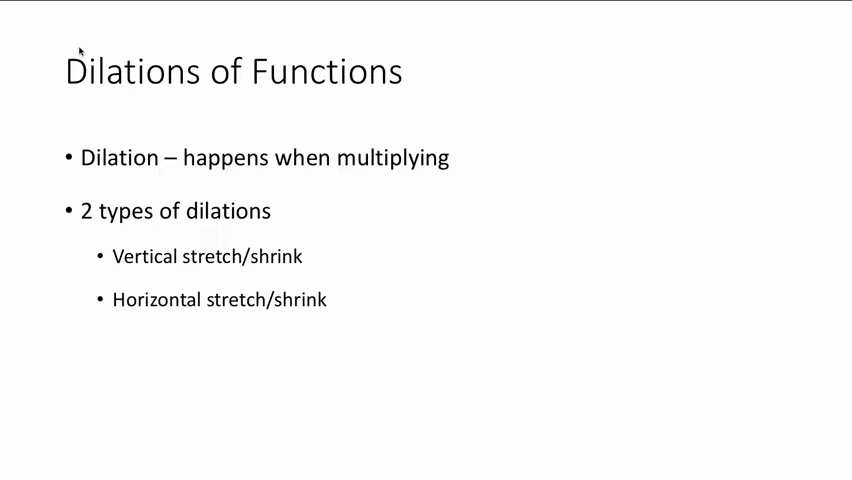 Dilations of Functions
• Dilation – happens when multiplying
• 2 types of dilations
• Vertical stretch/shrink
• Horizontal stretch/shrink